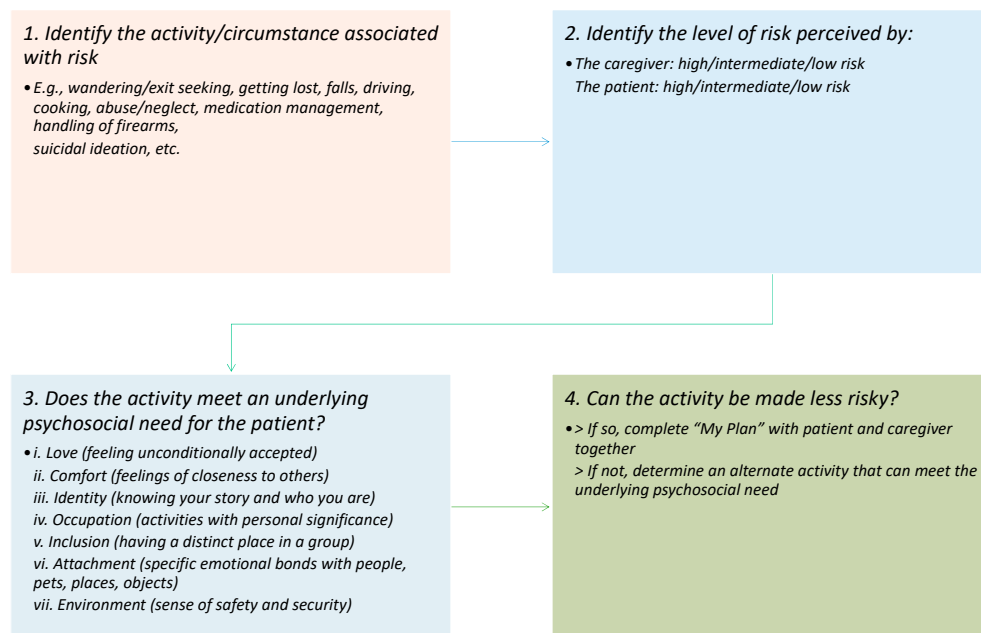 1. Identify the activity/circumstance associated
with risk
• E.g., wandering/exit seeking, getting lost, falls, driving,
cooking, abuse/neglect, medication management,
handling of firearms,
suicidal ideation, etc.
2. Identify the level of risk perceived by:
• The caregiver: high/intermediate/low risk
The patient: high/intermediate/low risk
3. Does the activity meet an underlying
psychosocial need for the patient?
• i. Love (feeling unconditionally accepted)
ii. Comfort (feelings of closeness to others)
iii. Identity (knowing your story and who you are)
iv. Occupation (activities with personal significance)
v. Inclusion (having a distinct place in a group)
vi. Attachment (specific emotional bonds with people,
pets, places, objects)
vii. Environment (sense of safety and security)
4. Can the activity be made less risky?
• > If so, complete “My Plan” with patient and caregiver
together
> If not, determine an alternate activity that can meet the
underlying psychosocial need